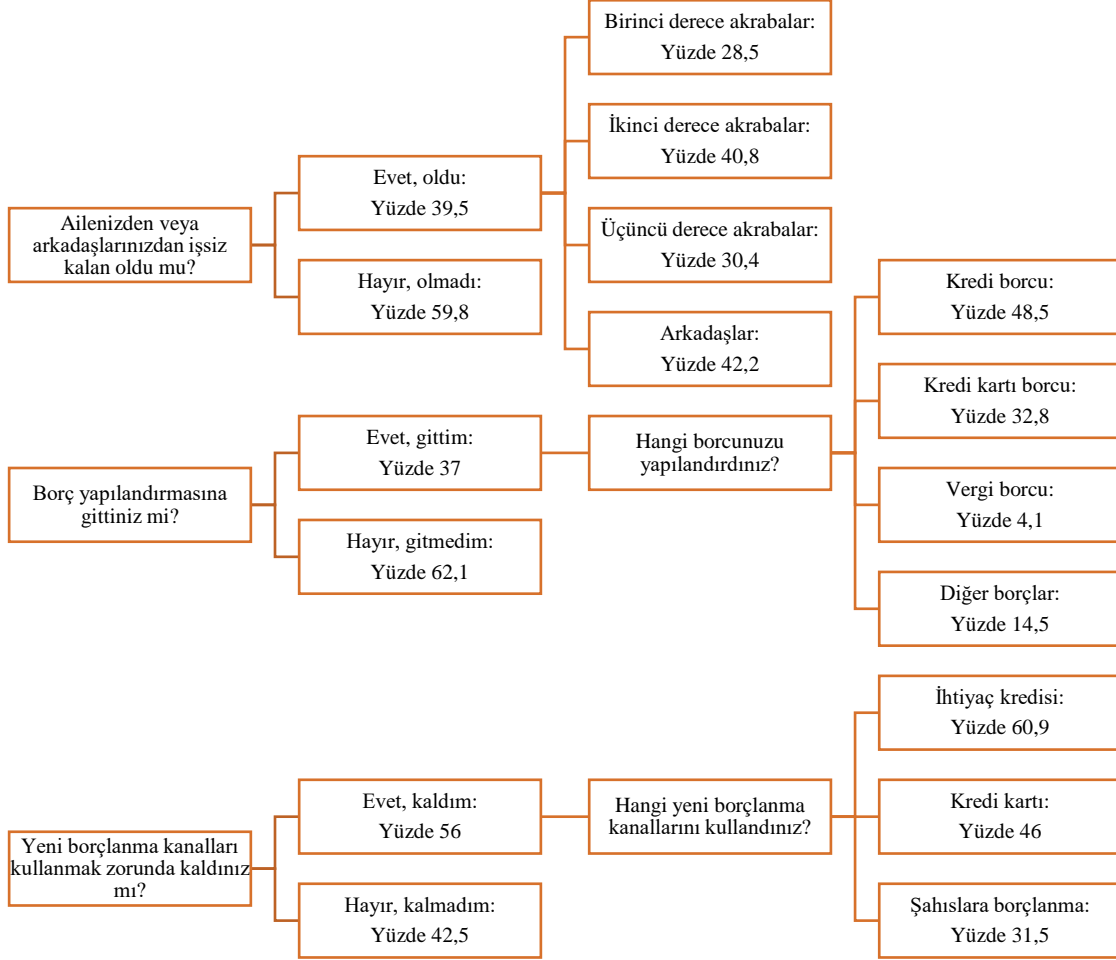 Ailenizden veya
arkadaşlarınızdan işsiz
kalan oldu mu?
Evet, oldu:
Yüzde 39,5
Birinci derece akrabalar:
Yüzde 28,5
İkinci derece akrabalar:
Yüzde 40,8
Üçüncü derece akrabalar:
Yüzde 30,4
Arkadaşlar:
Yüzde 42,2
Hayır, olmadı:
Yüzde 59,8
Borç yapılandırmasına
gittiniz mi?
Evet, gittim:
Yüzde 37
Hangi borcunuzu
yapılandırdınız?
Kredi borcu:
Yüzde 48,5
Kredi kartı borcu:
Yüzde 32,8
Vergi borcu:
Yüzde 4,1
Diğer borçlar:
Yüzde 14,5
Hayır, gitmedim:
Yüzde 62,1
Yeni borçlanma kanalları
kullanmak zorunda kaldınız
mı?
Evet, kaldım:
Yüzde 56
Hangi yeni borçlanma
kanallarını kullandınız?
İhtiyaç kredisi:
Yüzde 60,9
Kredi kartı:
Yüzde 46
Şahıslara borçlanma:
Yüzde 31,5
Hayır, kalmadım:
Yüzde 42,5